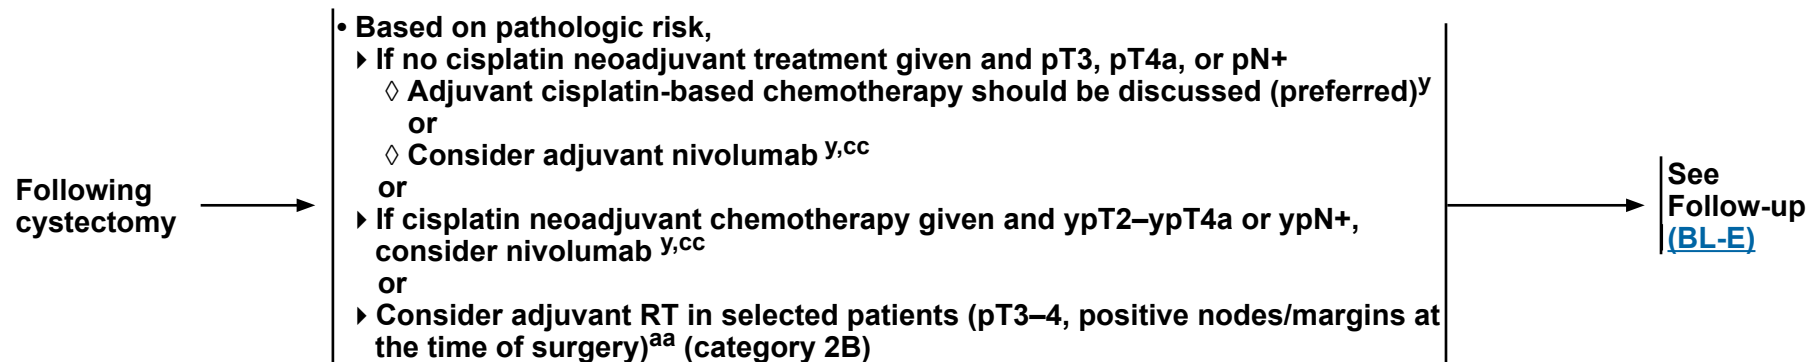 Following
cystectomy
• Based on pathologic risk,
▸ If no cisplatin neoadjuvant treatment given and pT3, pT4a, or pN+
◊ Adjuvant cisplatin-based chemotherapy should be discussed (preferred)y
or
◊ Consider adjuvant nivolumab y,cc
or
▸ If cisplatin neoadjuvant chemotherapy given and ypT2–ypT4a or ypN+,
consider nivolumab y,cc
or
▸ Consider adjuvant RT in selected patients (pT3–4, positive nodes/margins at
the time of surgery)aa (category 2B)
See
Follow-up
(BL-E)